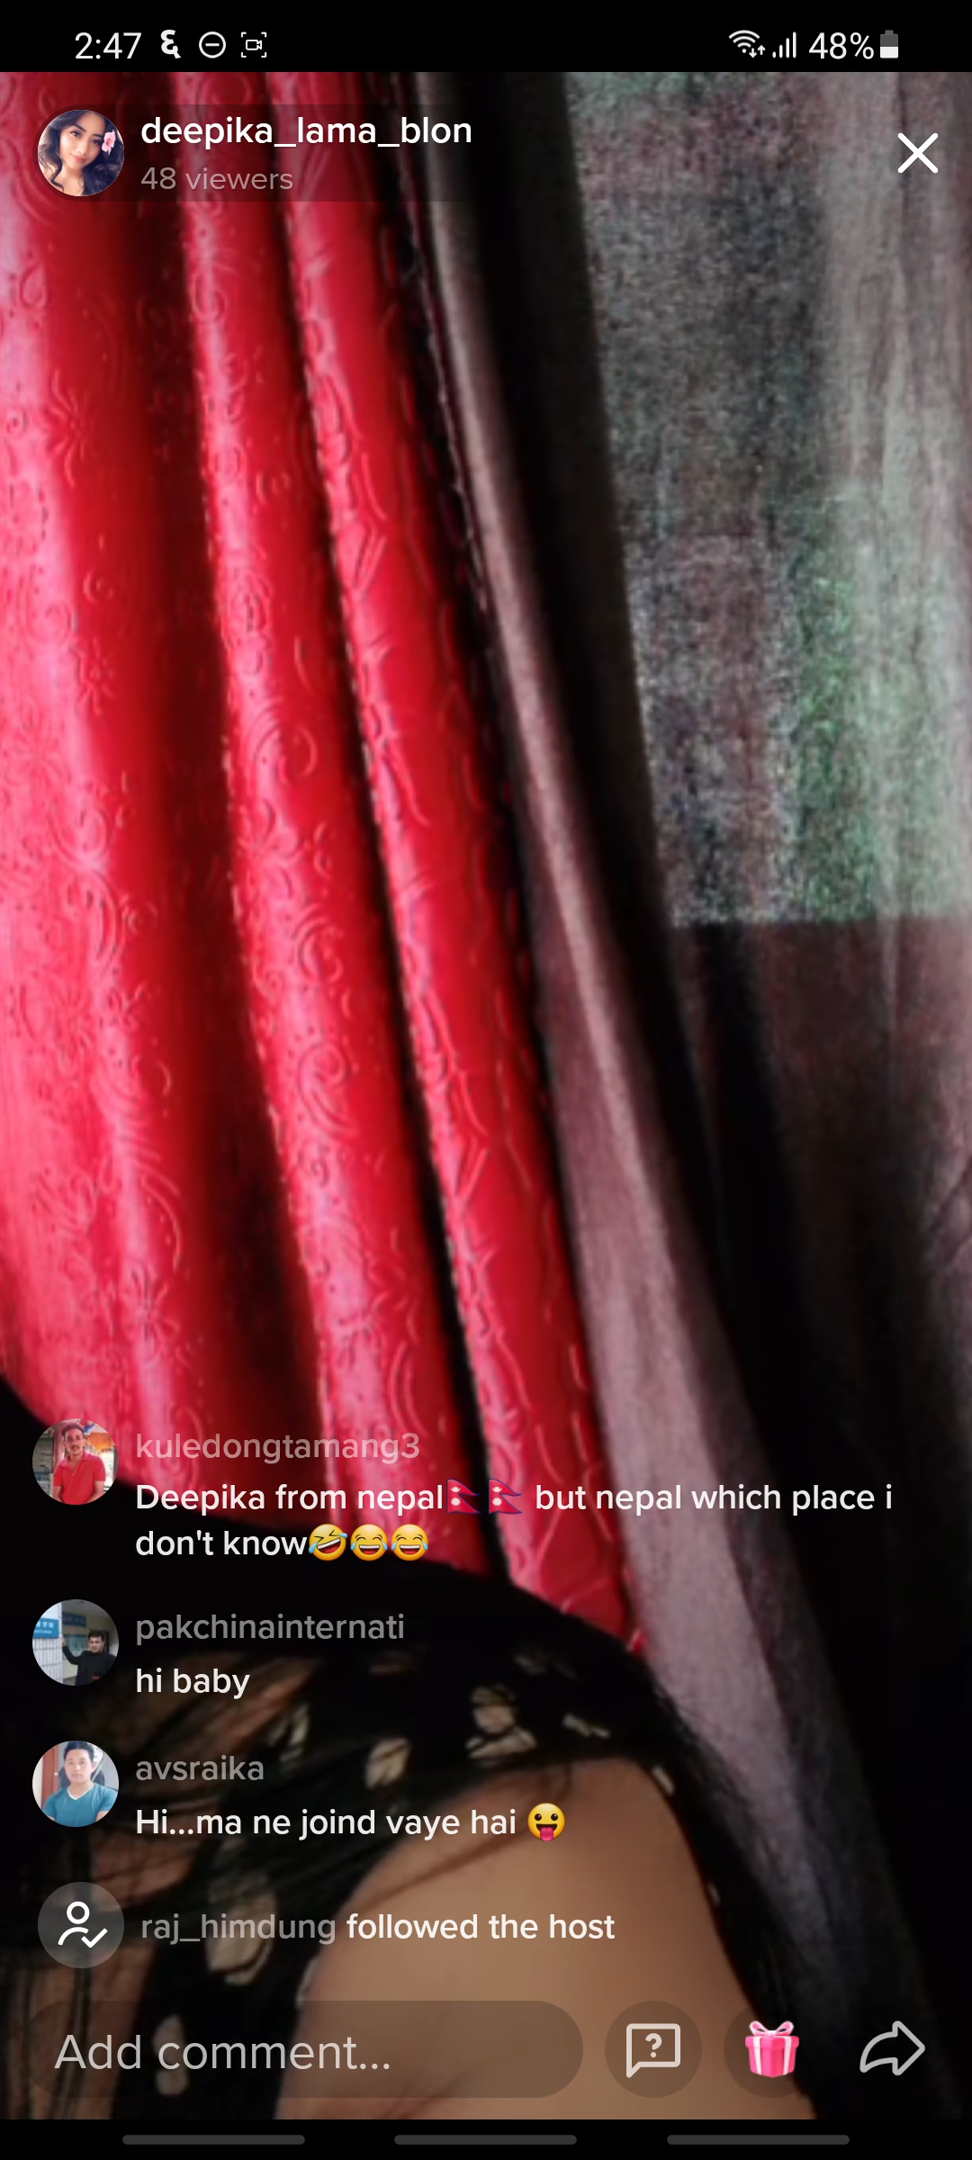 2:47
48%
deepika_lama_blon
48 viewers
kuledongtamang3
Deepika from nepal🇳🇵🇳🇵 but nepal which place i
don't know🤣😂😂
pakchinainternati
hi baby
avsraika
Hi...ma ne joind vaye hai 😛
raj_himdung followed the host
Add comment...